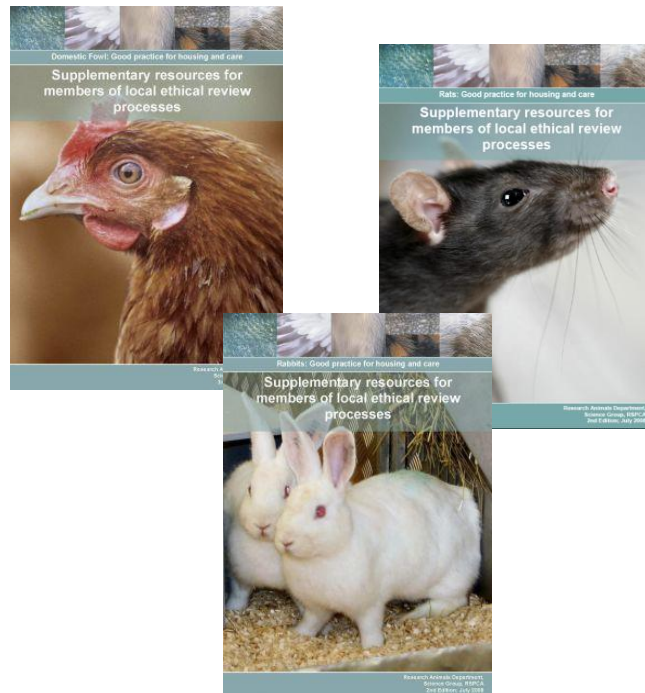 Domestic Fowl: Good practice for housing and care
Supplementary resources for
members of local ethical review
processes
Research A
Rats: Good practice for housing and care
Supplementary resources for
members of local ethical review
processes
Research Animals Department,
Science Group, RSPCA
2nd Edition: July 2008
Rabbits: Good practice for housing and care
Supplementary resources for
members of local ethical review
processes
Research Animals Department,
Science Group, RSPCA
2nd Edition: July 2008